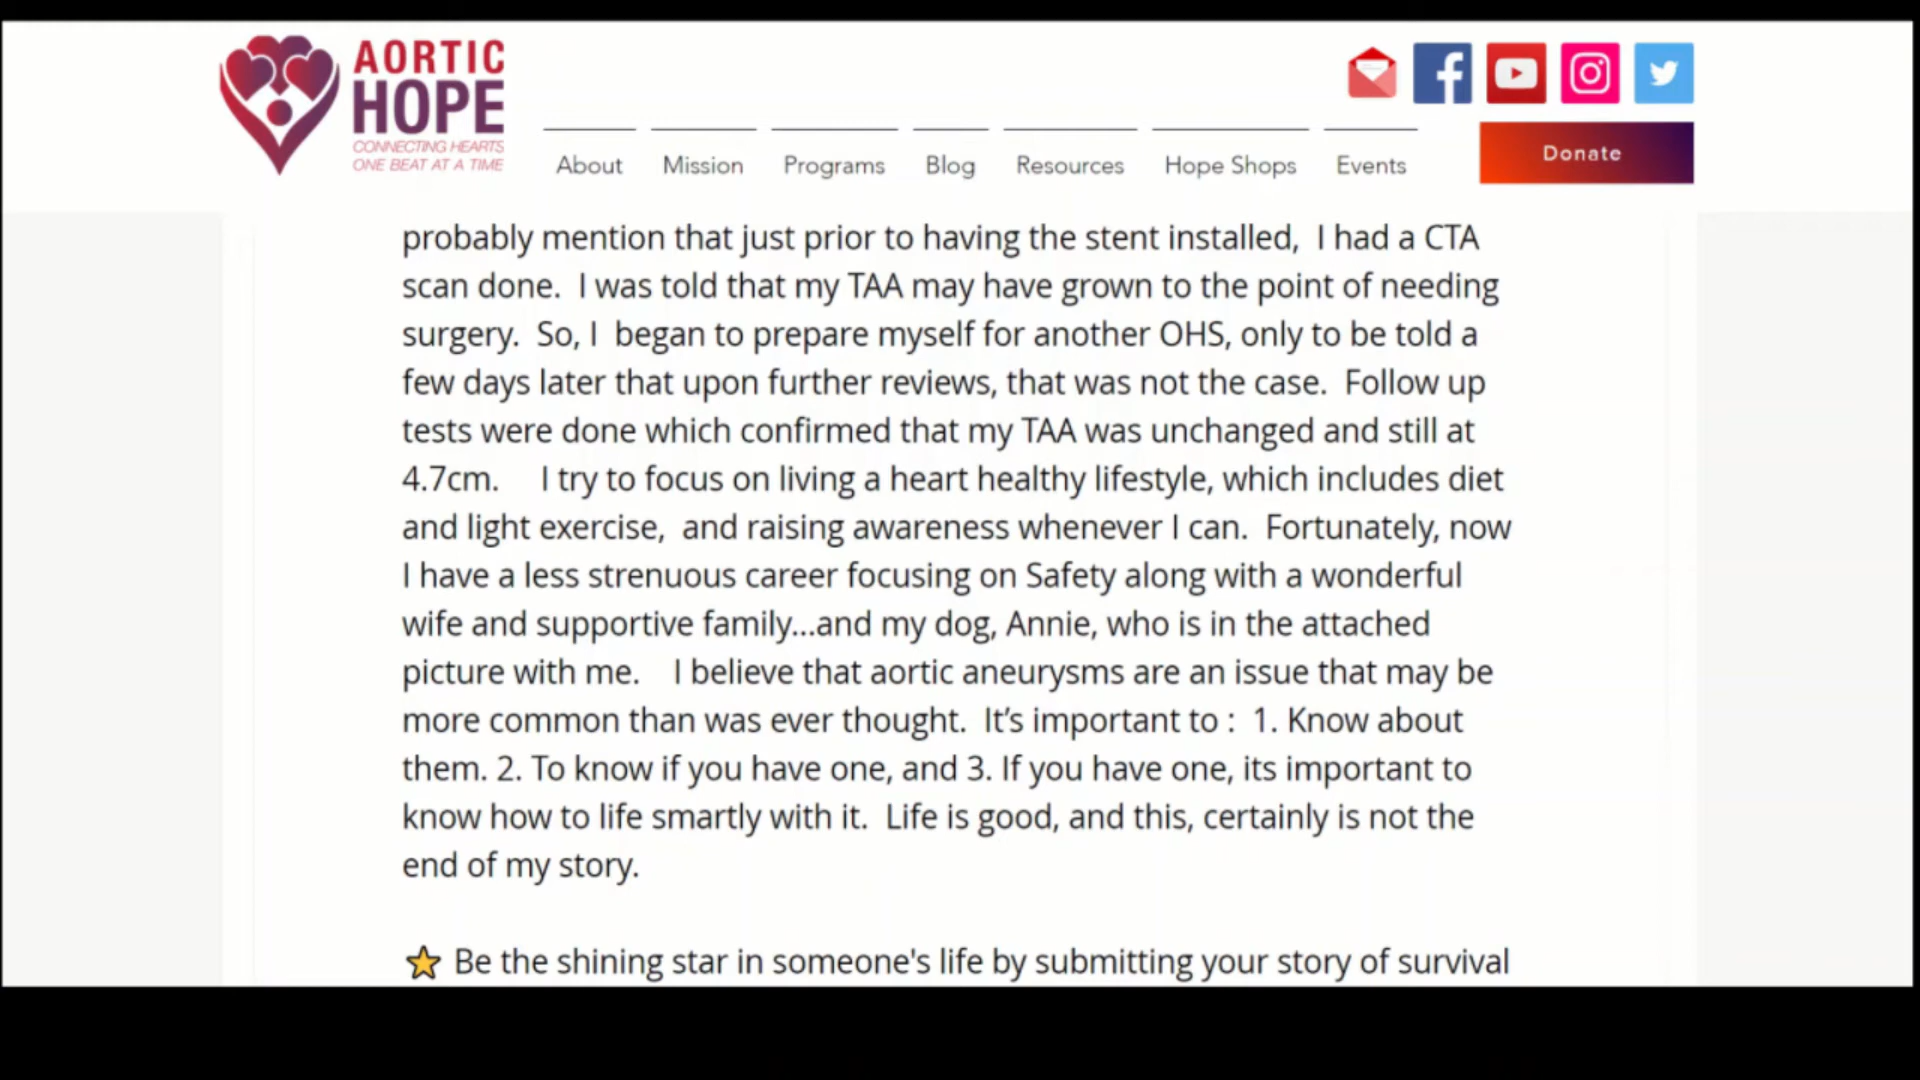 AORTIC
HOPE
CONNECTING HEARTS
ONE BEAT AT A TIME
About Mission Programs Blog Resources Hope Shops Events
Donate
probably mention that just prior to having the stent installed, I had a CTA
scan done. I was told that my TAA may have grown to the point of needing
surgery. So, I began to prepare myself for another OHS, only to be told a
few days later that upon further reviews, that was not the case. Follow up
tests were done which confirmed that my TAA was unchanged and still at
4.7cm. I try to focus on living a heart healthy lifestyle, which includes diet
and light exercise, and raising awareness whenever I can. Fortunately, now
I have a less strenuous career focusing on Safety along with a wonderful
wife and supportive family...and my dog, Annie, who is in the attached
picture with me. I believe that aortic aneurysms are an issue that may be
more common than was ever thought. It’s important to : 1. Know about
them. 2. To know if you have one, and 3. If you have one, its important to
know how to life smartly with it. Life is good, and this, certainly is not the
end of my story.
⭐ Be the shining star in someone's life by submitting your story of survival